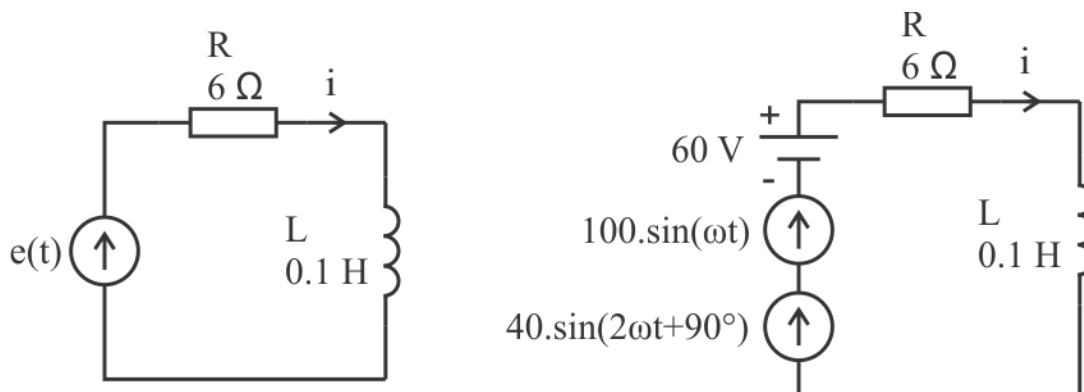 R
6 Ω
i
e(t)
L
0.1 H
R
6 Ω
i
+
60 V
-
100.sin(ωt)
L
0.1 H
40.sin(2ωt+90°)